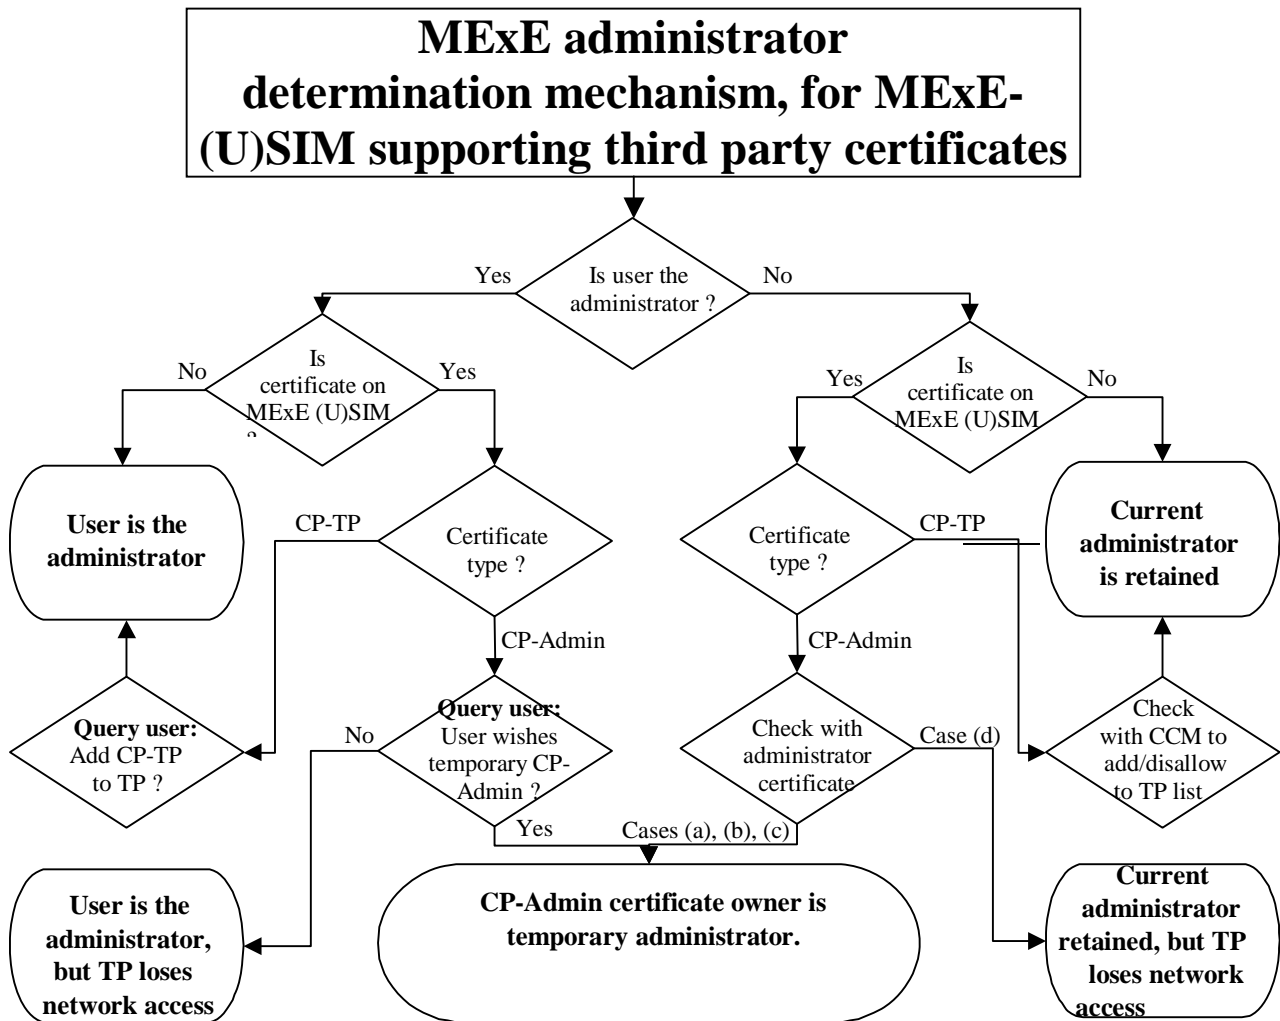 MExE administrator
determination mechanism, for MExE-
(U)SIM supporting third party certificates
Is user the
administrator ?
Yes
No
Is
certificate on
MExE (U)SIM
?
No
Yes
Is
certificate on
MExE (U)SIM
Yes
No
User is the
administrator
CP-TP
Certificate
type ?
Certificate
type ?
CP-TP
Current
administrator
is retained
CP-Admin
CP-Admin
Query user:
Add CP-TP
to TP ?
No
Query user:
User wishes
temporary CP-
Admin ?
Check with
administrator
certificate
Case (d)
Check
with CCM to
add/disallow
to TP list
Yes
Cases (a), (b), (c)
User is the
administrator,
but TP loses
network access
CP-Admin certificate owner is
temporary administrator.
Current
administrator
retained, but TP
loses network
access